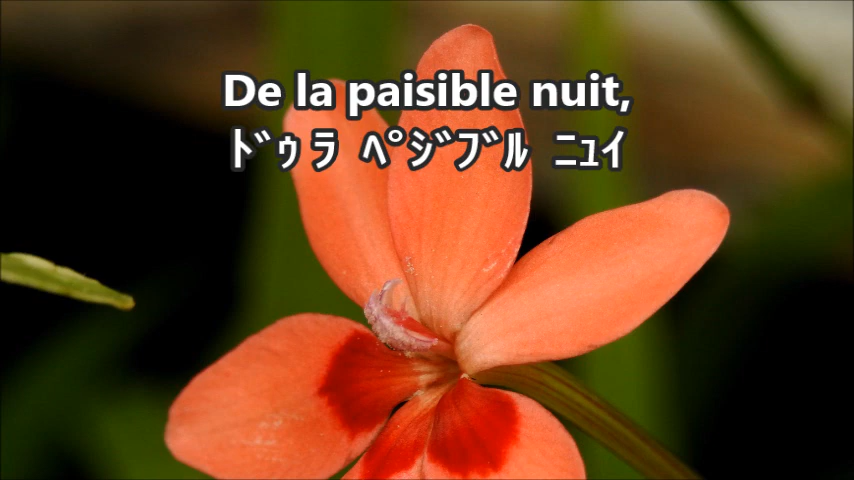 De la paisible nuit,
ﾄﾞｩﾗ ﾍﾟｼﾞﾌﾞﾙ ﾆｭｲ